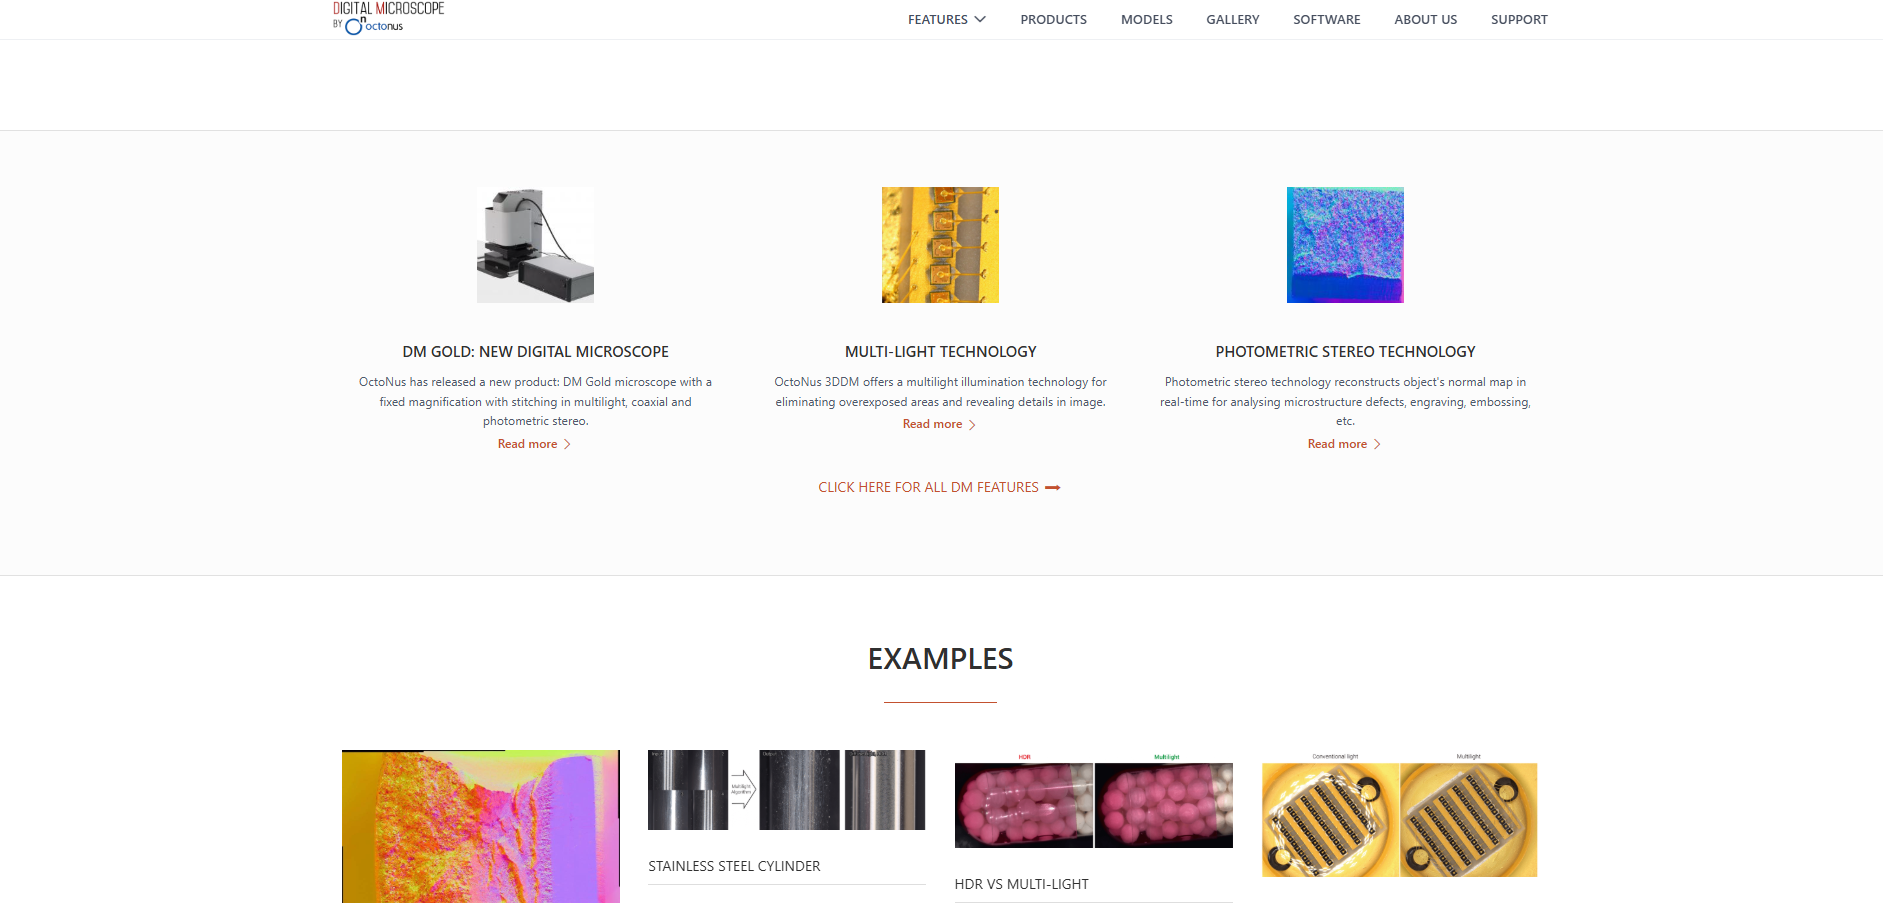 DIGITAL MICROSCOPE
BY On octonus
FEATURES
PRODUCTS
MODELS
GALLERY
SOFTWARE
ABOUT US
SUPPORT
DM GOLD: NEW DIGITAL MICROSCOPE
OctoNus has released a new product: DM Gold microscope with a
fixed magnification with stitching in multilight, coaxial and
photometric stereo.
Read more
MULTI-LIGHT TECHNOLOGY
OctoNus 3DDM offers a multilight illumination technology for
eliminating overexposed areas and revealing details in image.
Read more
PHOTOMETRIC STEREO TECHNOLOGY
Photometric stereo technology reconstructs object's normal map in
real-time for analysing microstructure defects, engraving, embossing,
etc.
Read more
CLICK HERE FOR ALL DM FEATURES
EXAMPLES
Multilight
Algorithm
STAINLESS STEEL CYLINDER
HDR
Multilight
HDR VS MULTI-LIGHT
Conventional light
Multilight